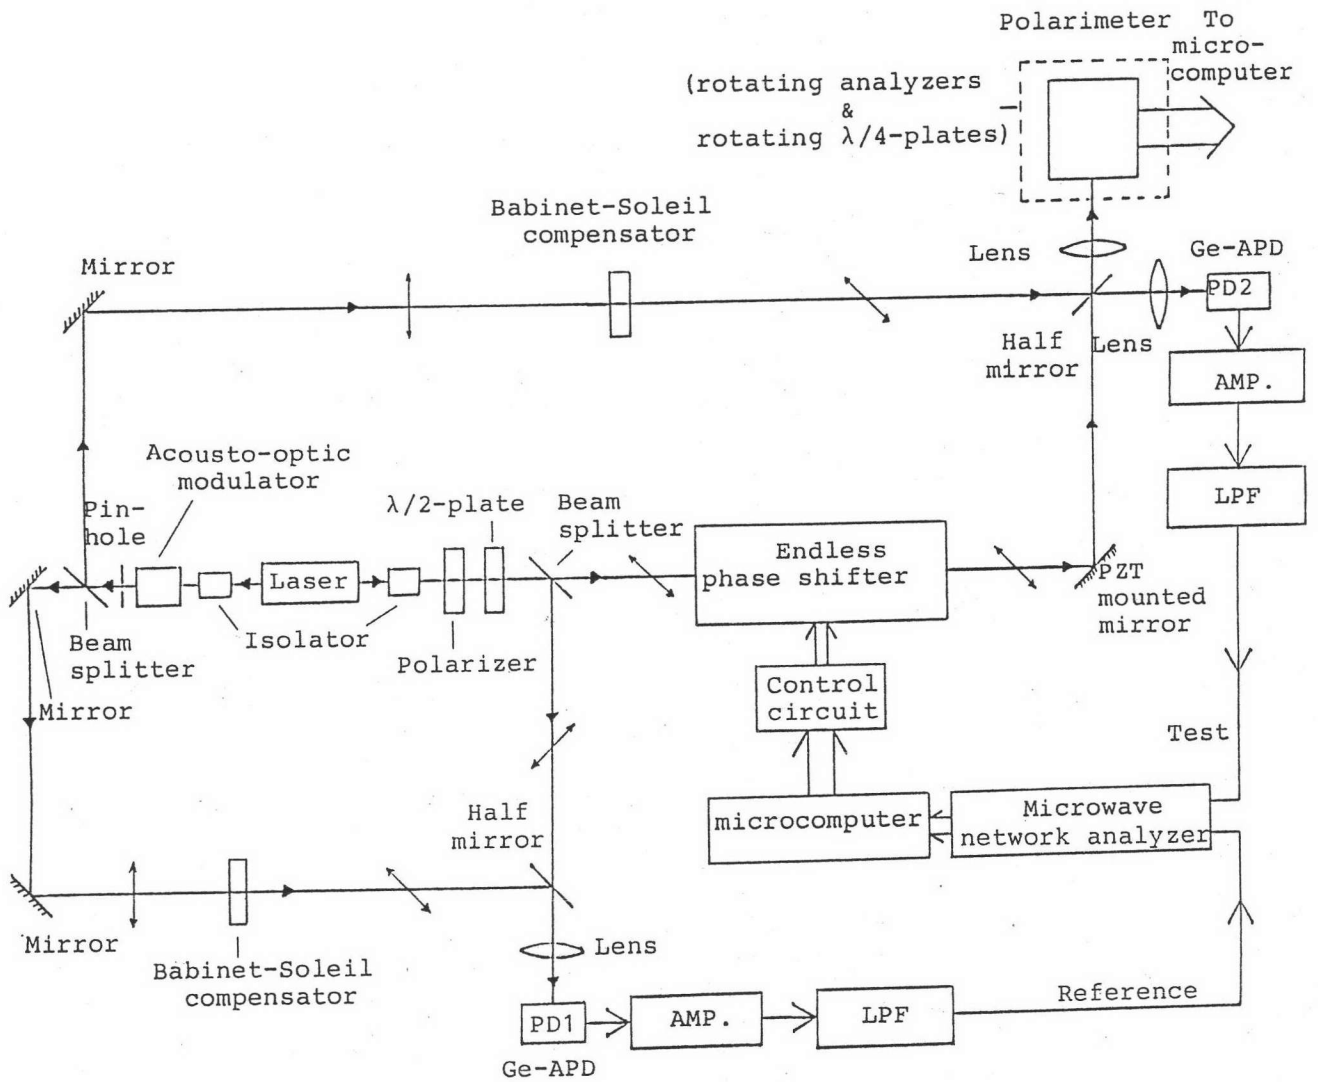 Polarimeter To
micro-
computer
(rotating analyzers
&
rotating λ/4-plates)
Babinet-Soleil
compensator
Lens
Ge-APD
Mirror
PD2
Half
mirror
Lens
AMP.
Acousto-optic
modulator
Pin-
hole
λ/2-plate
Beam
splitter
LPF
Endless
phase shifter
Laser
PZT
mounted
mirror
Isolator
Beam
splitter
Polarizer
Mirror
Control
circuit
Test
Half
mirror
microcomputer
Microwave
network analyzer
Mirror
Lens
Babinet-Soleil
compensator
Reference
PD1
AMP.
LPF
Ge-APD